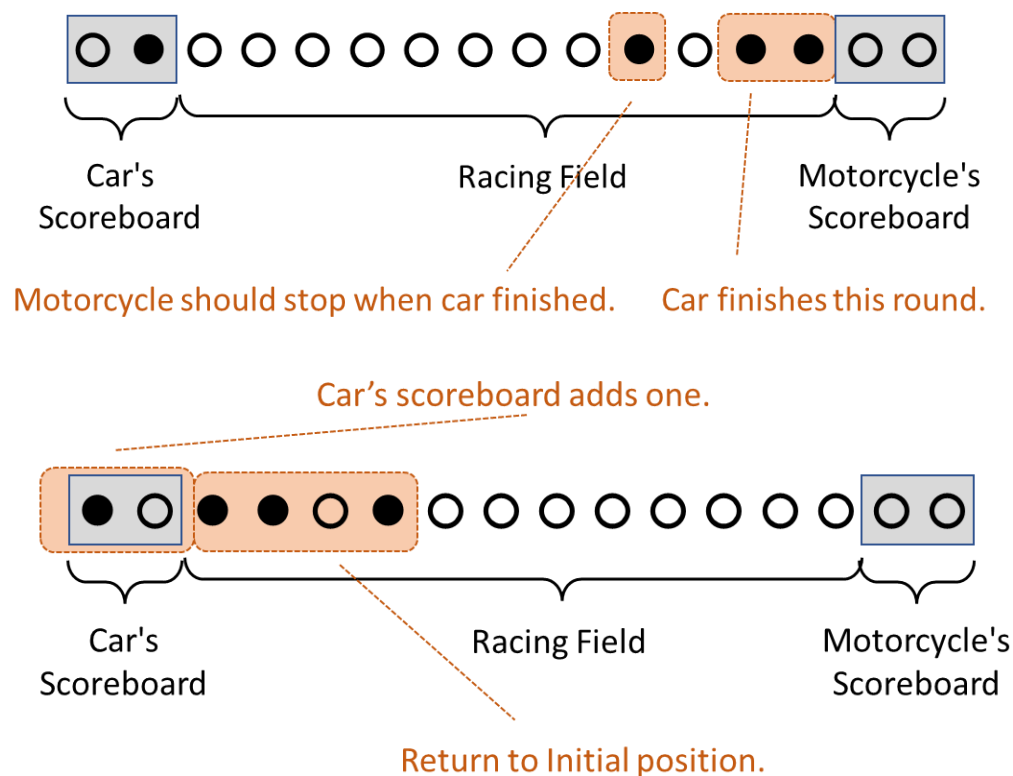 Car's
Scoreboard
Racing Field
Motorcycle's
Scoreboard
Motorcycle should stop when car finished.
Car finishes this round.
Car’s scoreboard adds one.
Car's
Scoreboard
Racing Field
Motorcycle's
Scoreboard
Return to Initial position.